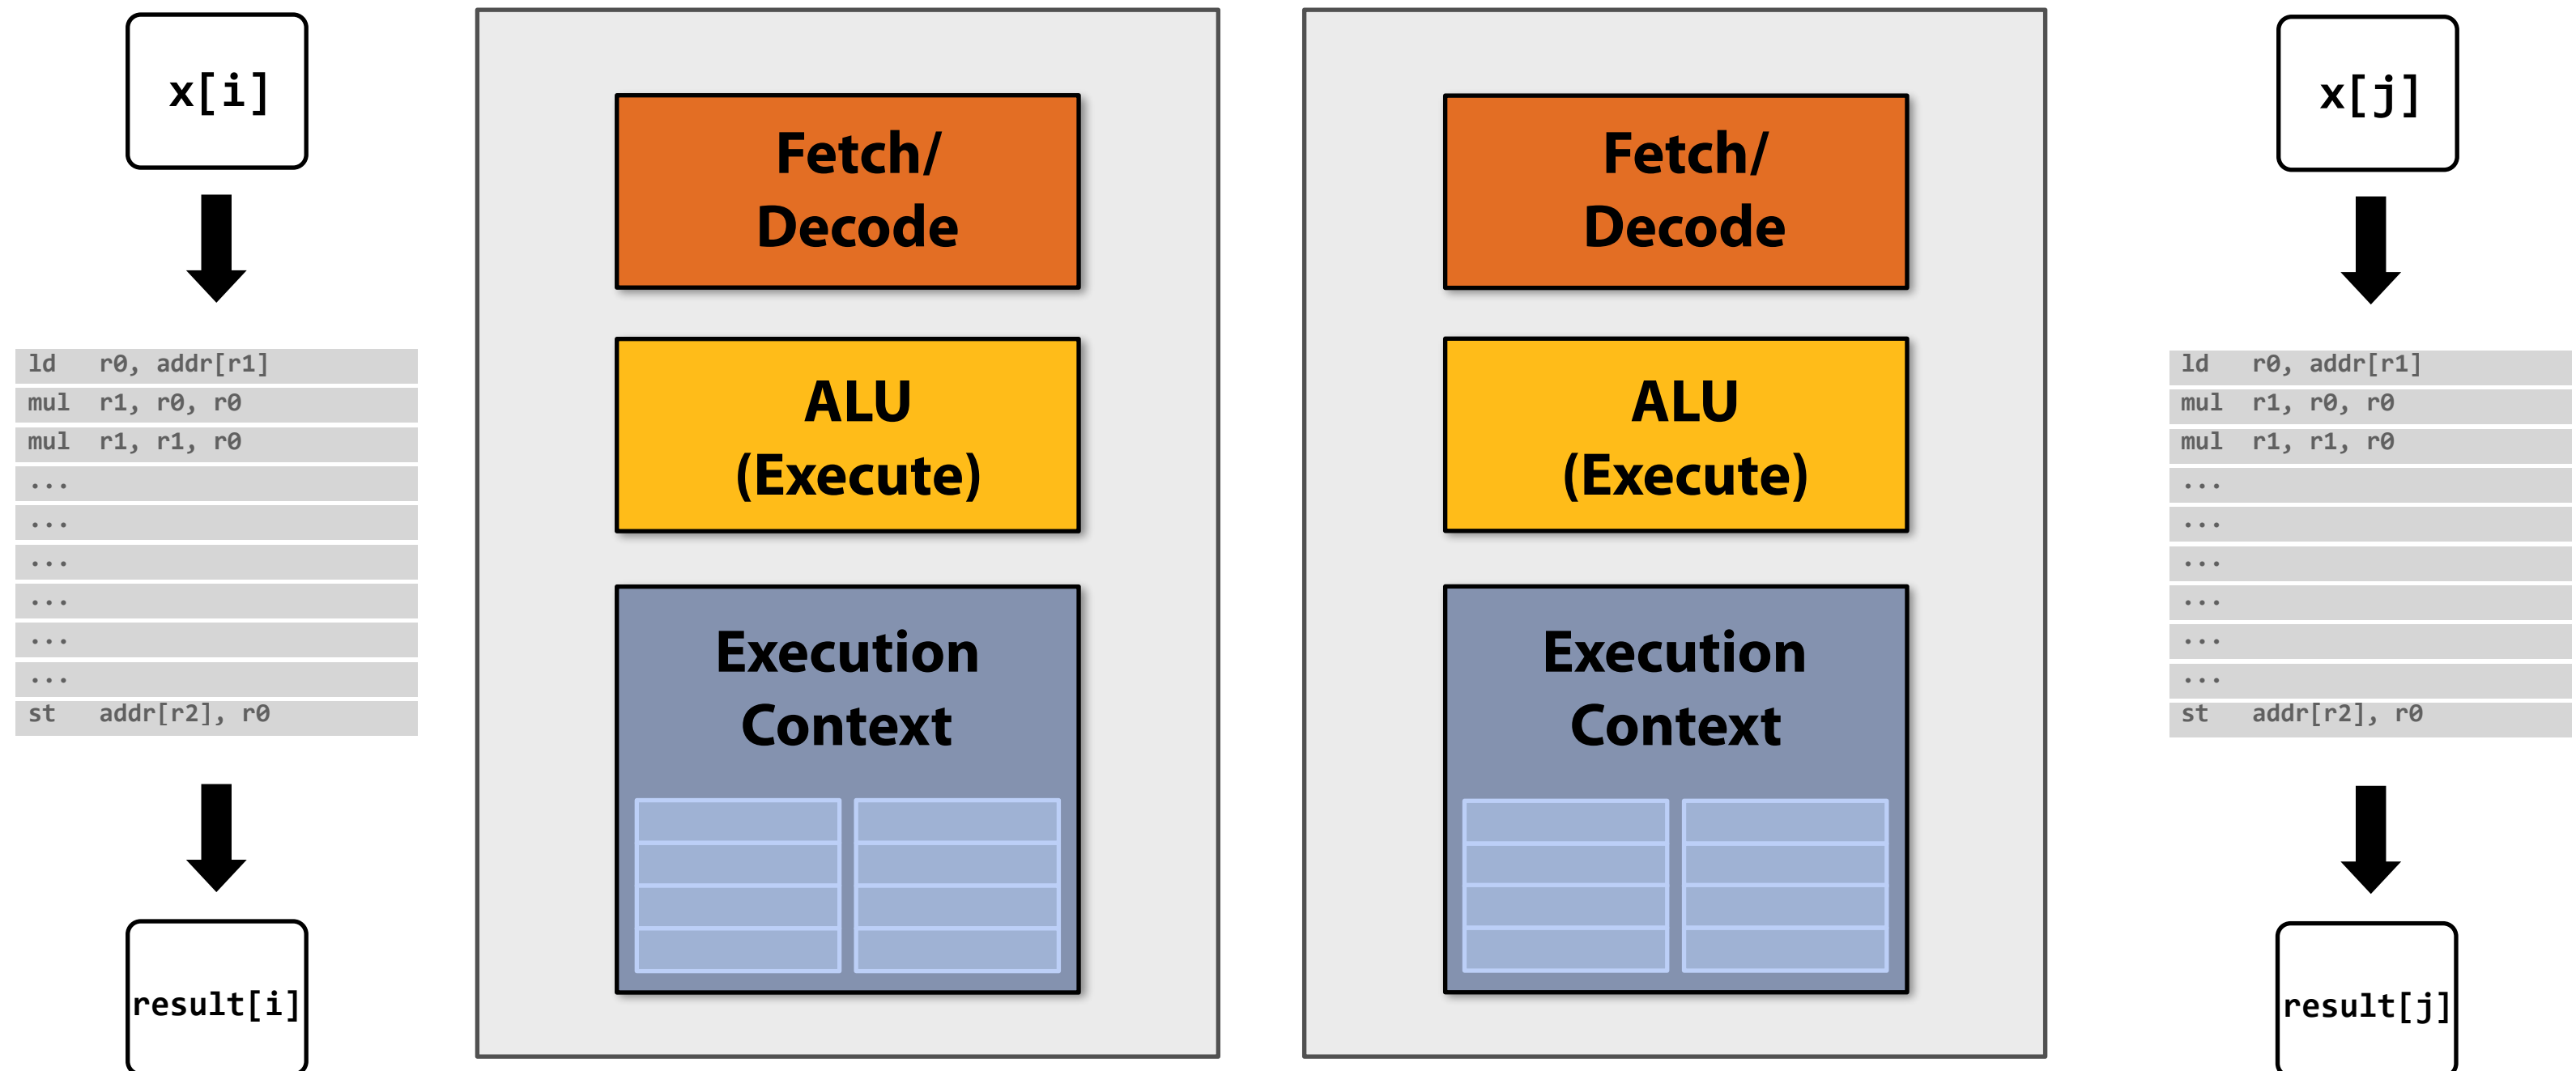 x[i]
ld r0, addr[r1]
mul r1, r0, r0
mul r1, r1, r0
...
...
...
...
...
...
st addr[r2], r0
result[i]
Fetch/
Decode
ALU
(Execute)
Execution
Context
Fetch/
Decode
ALU
(Execute)
Execution
Context
x[j]
ld r0, addr[r1]
mul r1, r0, r0
mul r1, r1, r0
...
...
...
...
...
...
st addr[r2], r0
result[j]